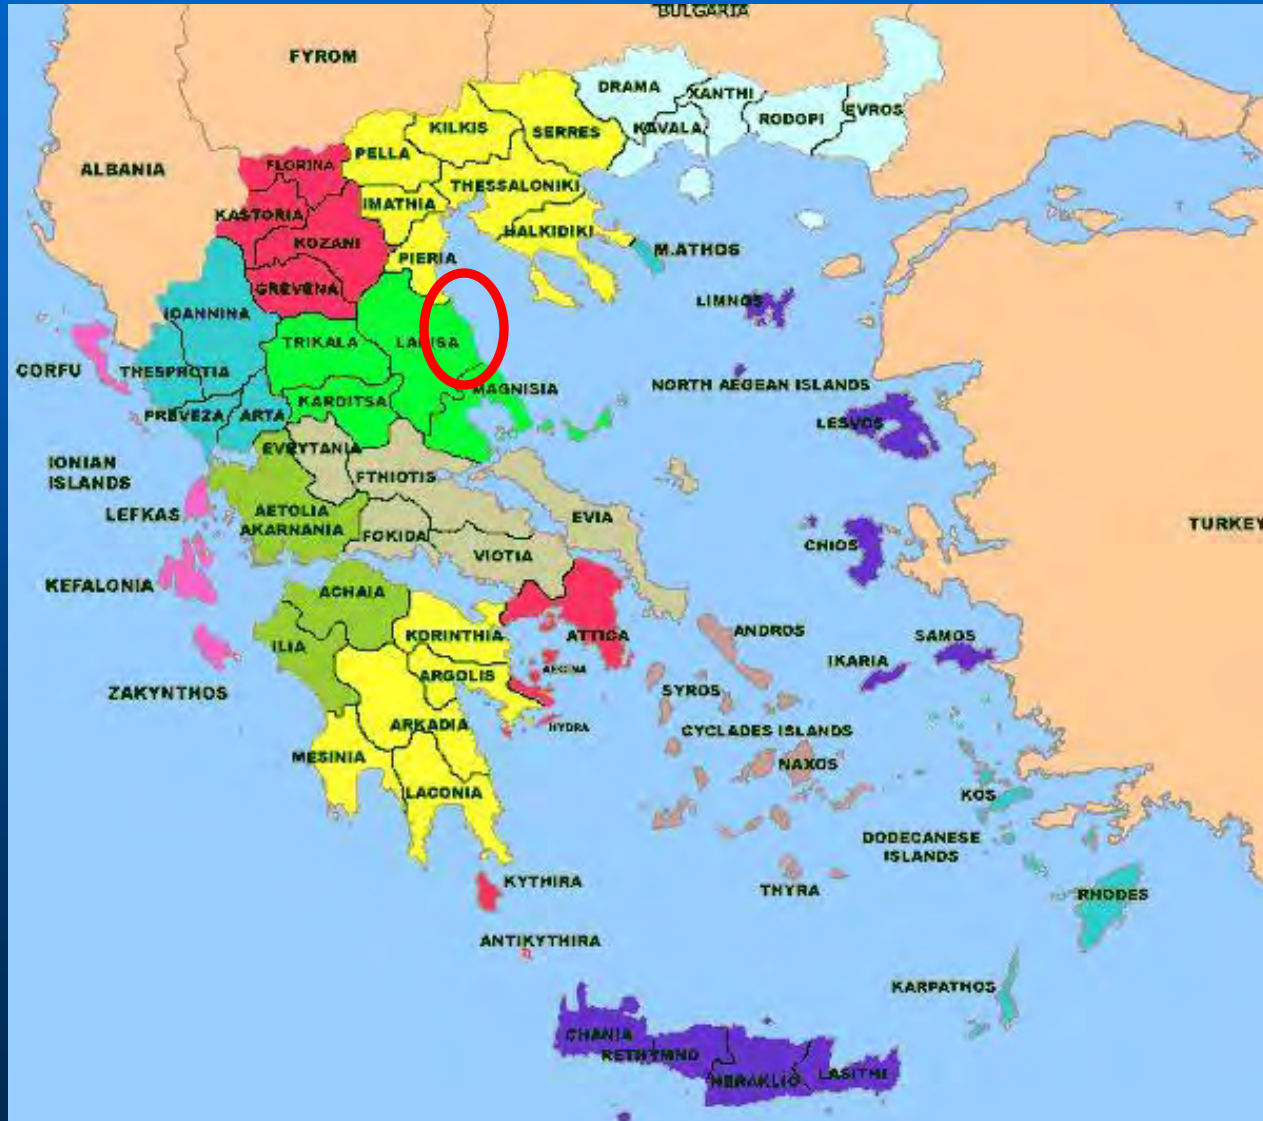 BULGARIA
FYROM
DRAMA
XANTHI
EVROS
RODOPI
KILKIS
SERRES
KAVALA
PELLA
ALBANIA
FLORINA
THESSALONIKI
IMATHIA
KASTORIA
HALKIDIKI
KOZANI
M.ATHOS
PIERIA
GREVENA
LIMNOS
IOANNINA
TRIKALA
LARISA
CORFU
THESPROTIA
MAGNISIA
NORTH AEGEAN ISLANDS
KARDITSA
PREVEZA
ARTA
LESVOS
EVRYTANIA
IONIAN
ISLANDS
FTHIOTIS
LEFKAS
AETOLIA
AKARNANIA
EVIA
TURKEY
FOKIDA
CHIOS
VIOTIA
KEFALONIA
ACHAIA
KORINTHIA
ATTICA
ANDROS
SAMOS
ILIA
IKARIA
AEGINA
ARGOLIS
ZAKYNTHOS
SYROS
ARKADIA
HYDRA
CYCLADES ISLANDS
MESINIA
NAXOS
LACONIA
KOS
DODECANESE
ISLANDS
KYTHIRA
THYRA
RHODES
ANTIKYTHIRA
KARPATHOS
CHANIA
RETHYMNO
HERAKLIO
LASITHI